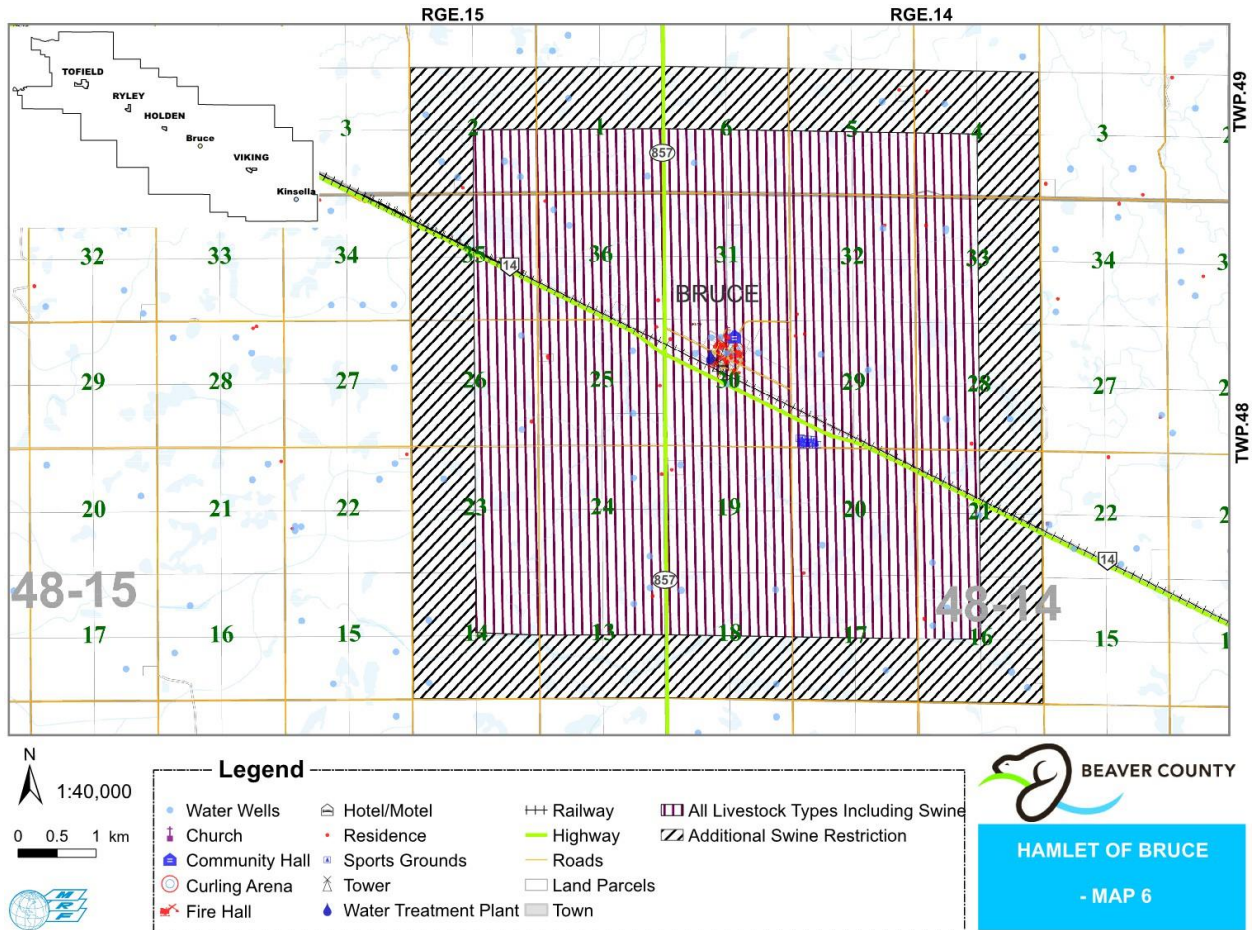 RGE.15 RGE.14
TWP.49
TWP.48
TOFIELD
RYLEY
HOLDEN
Bruce
VIKING
Kinsella
3 2 1 6 5 4 3 2
857
32 33 34 35 36 31 32 33 34 3
14
BRUCE
29 28 27 26 25 30 29 28 27 2
20 21 22 23 24 19 20 21 22 2
14
857
48-15 48-14
17 16 15 14 13 18 17 16 15 1
N
1:40,000
0 0.5 1 km
MRF
Legend
Water Wells
Church
Community Hall
Curling Arena
Fire Hall
Hotel/Motel
Residence
Sports Grounds
Tower
Water Treatment Plant
Railway
Highway
Roads
Land Parcels
Town
All Livestock Types Including Swine
Additional Swine Restriction
BEAVER COUNTY
HAMLET OF BRUCE
- MAP 6